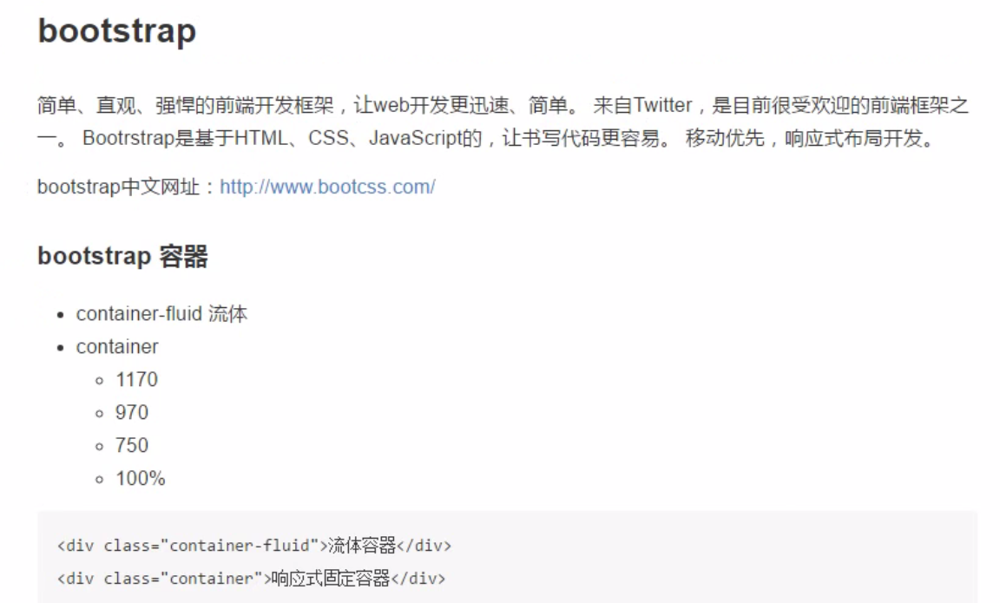 bootstrap
简单、直观、强悍的前端开发框架，让web开发更迅速、简单。 来自Twitter，是目前很受欢迎的前端框架之
一。 Bootrstrap是基于HTML、CSS、JavaScript的，让书写代码更容易。 移动优先，响应式布局开发。
bootstrap中文网址：http://www.bootcss.com/
bootstrap 容器
container-fluid 流体
container
1170
970
750
100%
<div class="container-fluid">流体容器</div>
<div class="container">响应式固定容器</div>